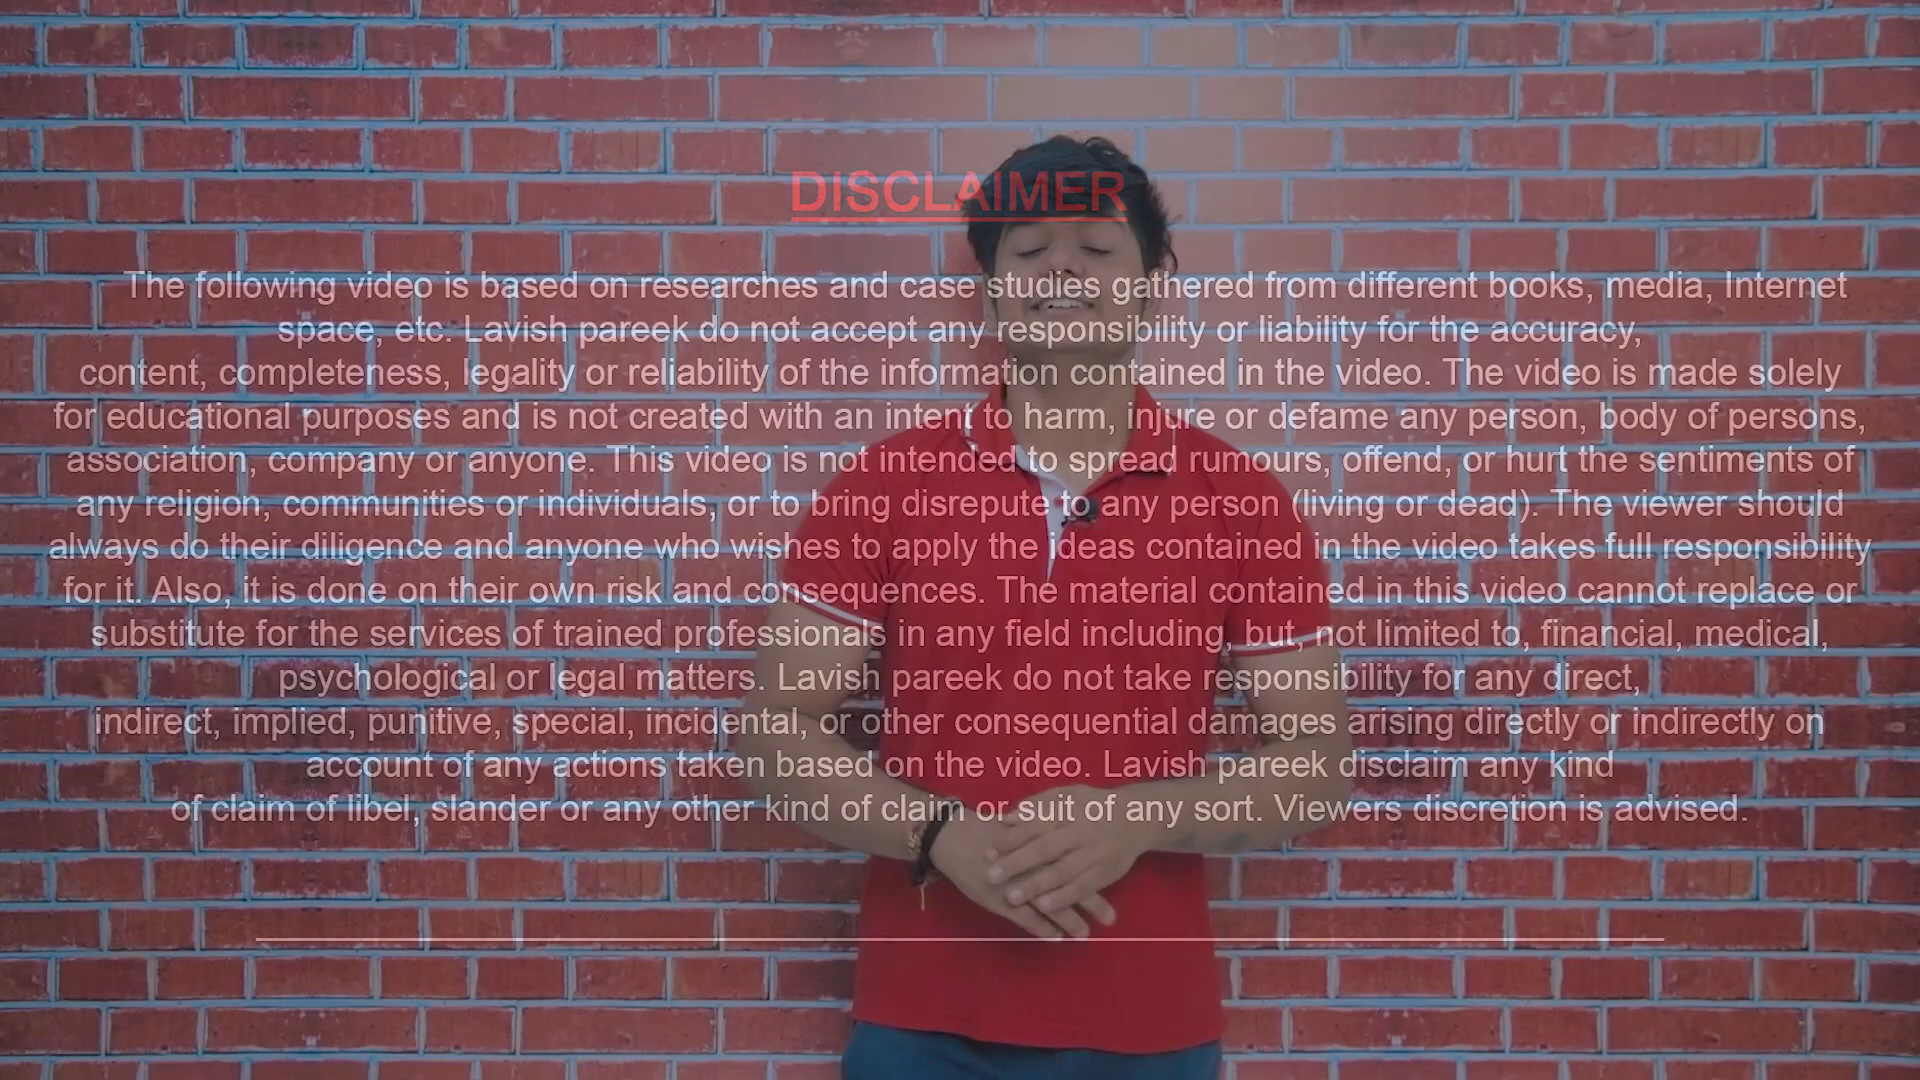 DISCLAIMER
The following video is based on researches and case studies gathered from different books, media, Internet
space, etc. Lavish pareek do not accept any responsibility or liability for the accuracy,
content, completeness, legality or reliability of the information contained in the video. The video is made solely
for educational purposes and is not created with an intent to harm, injure or defame any person, body of persons,
association, company or anyone. This video is not intended to spread rumours, offend, or hurt the sentiments of
any religion, communities or individuals, or to bring disrepute to any person (living or dead). The viewer should
always do their diligence and anyone who wishes to apply the ideas contained in the video takes full responsibility
for it. Also, it is done on their own risk and consequences. The material contained in this video cannot replace or
substitute for the services of trained professionals in any field including, but, not limited to, financial, medical,
psychological or legal matters. Lavish pareek do not take responsibility for any direct,
indirect, implied, punitive, special, incidental, or other consequential damages arising directly or indirectly on
account of any actions taken based on the video. Lavish pareek disclaim any kind
of claim of libel, slander or any other kind of claim or suit of any sort. Viewers discretion is advised.